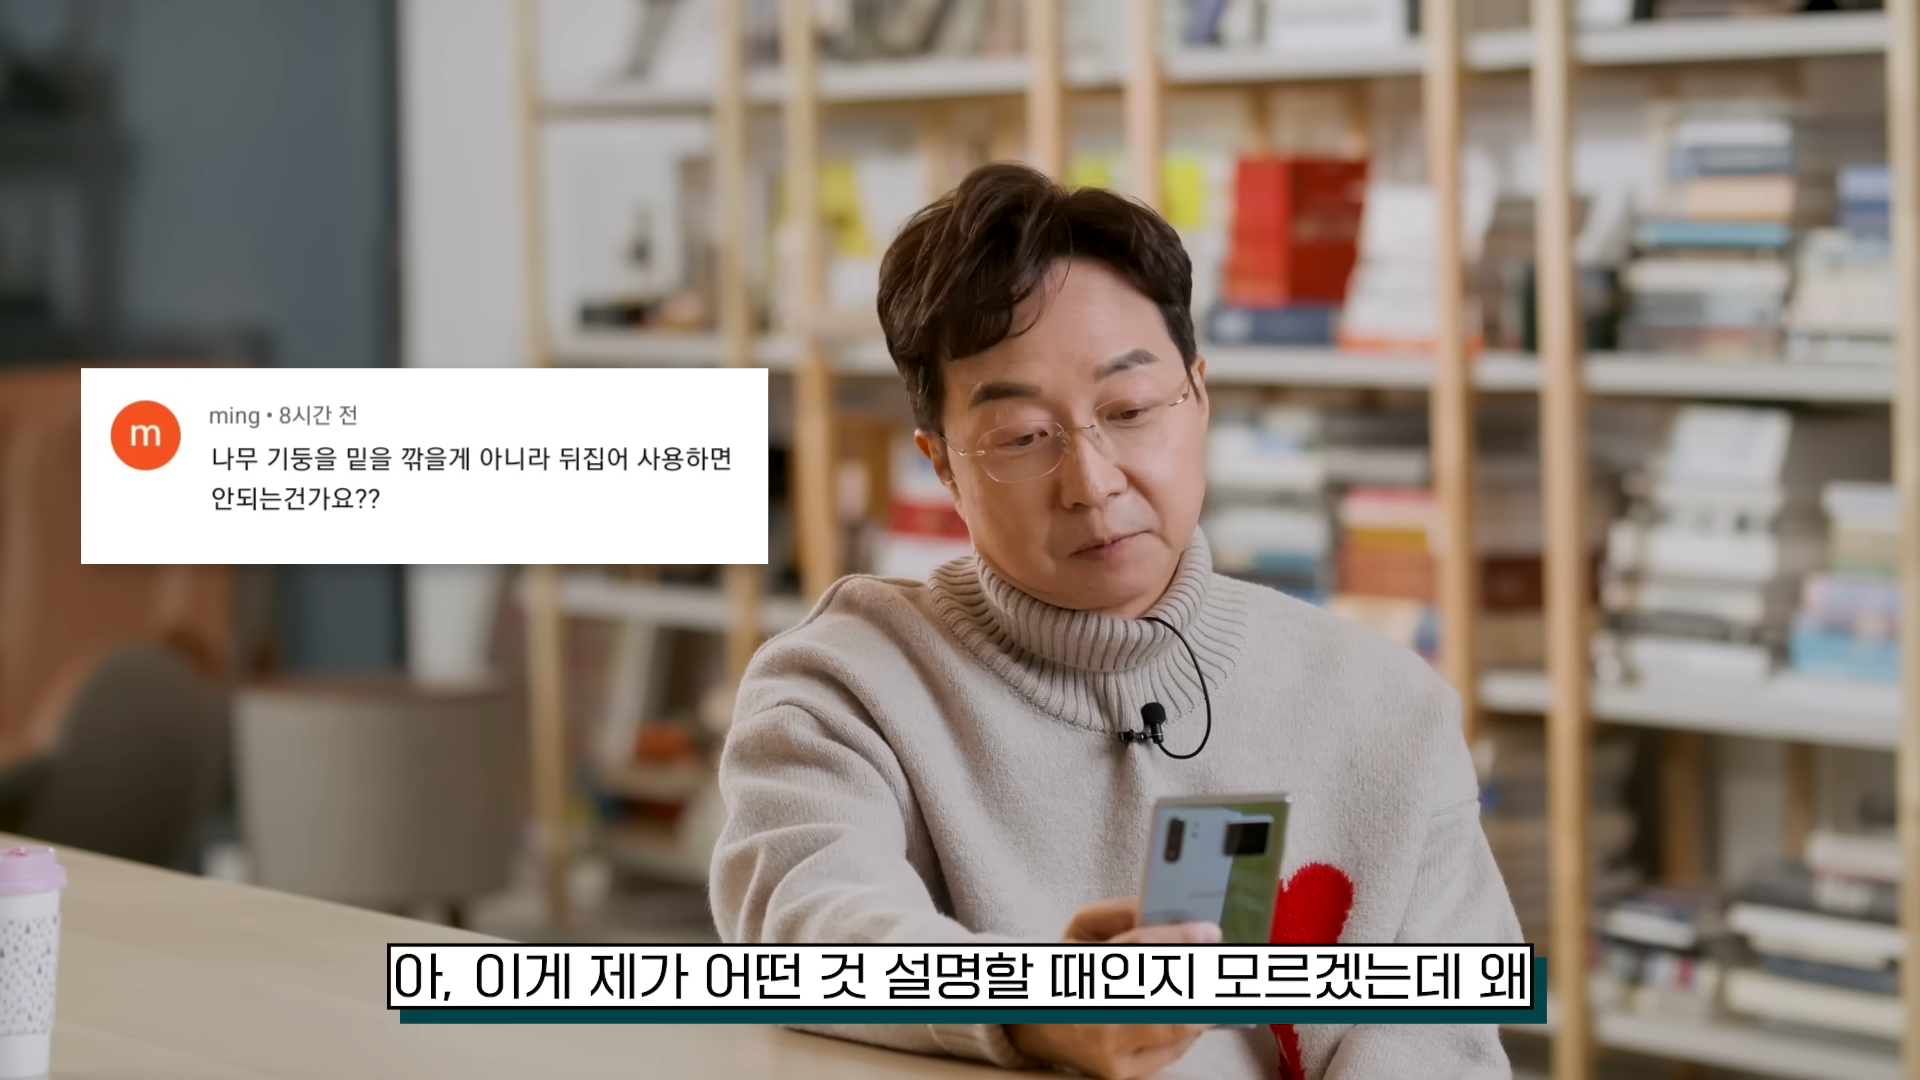 m
ming • 8시간 전
나무 기둥을 밑을 깎을게 아니라 뒤집어 사용하면
안되는건가요??
아, 이게 제가 어떤 것 설명할 때인지 모르겠는데 왜